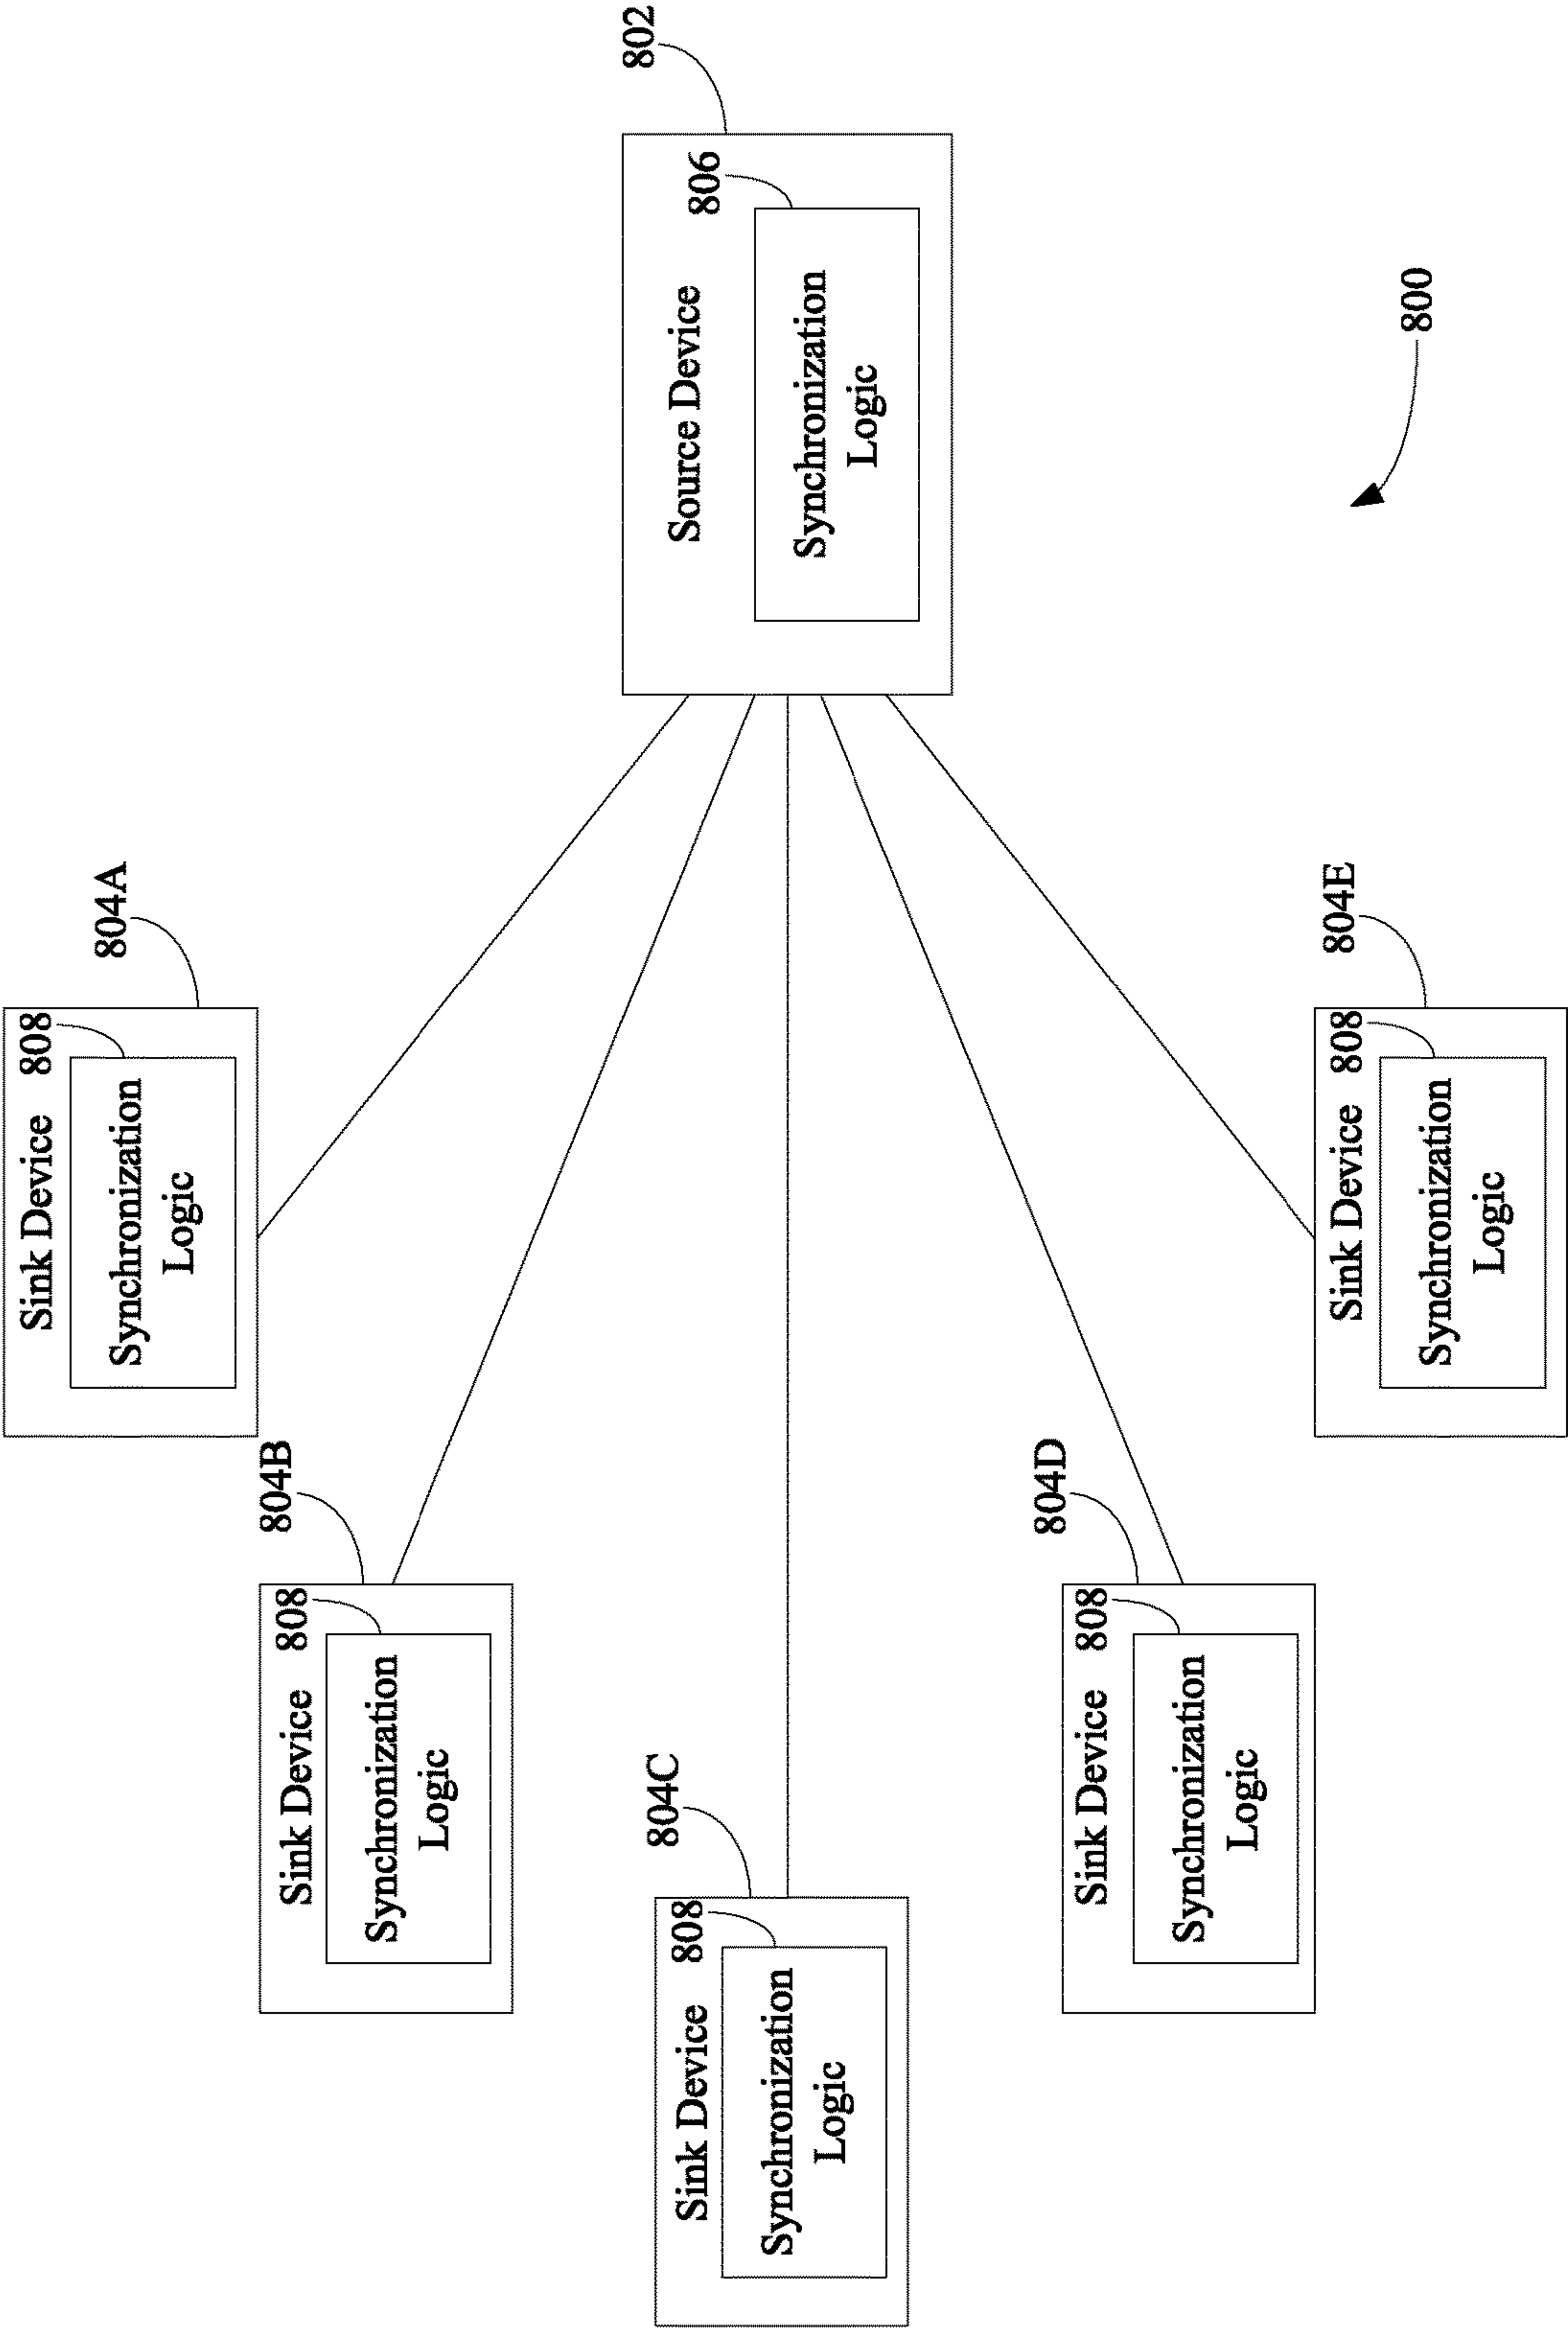 804A
Sink Device 808
Synchronization
Logic
804B
Sink Device 808
Synchronization
Logic
804C
Sink Device 808
Synchronization
Logic
804D
Sink Device 808
Synchronization
Logic
804E
Sink Device 808
Synchronization
Logic
802
Source Device 806
Synchronization
Logic
800